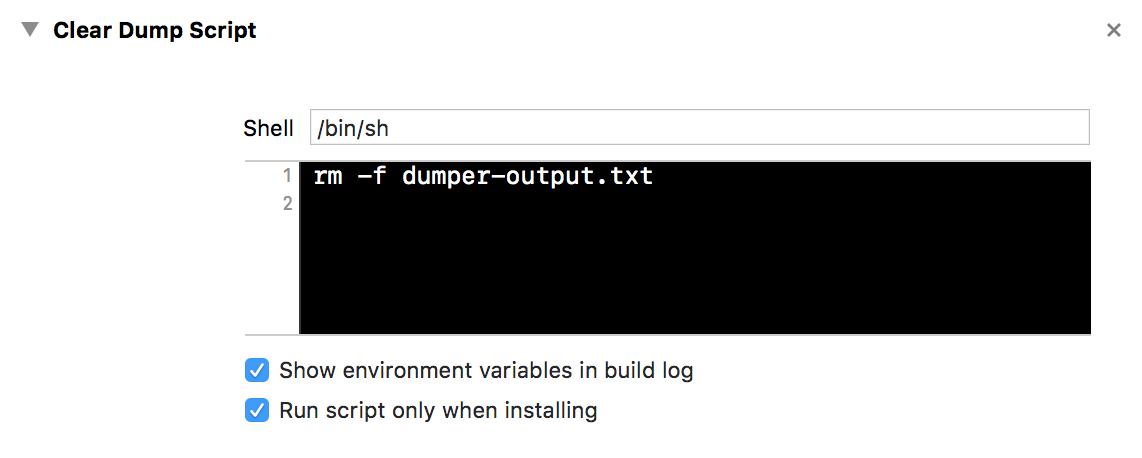 Clear Dump Script
Shell /bin/sh
1 rm -f dumper-output.txt
2
Show environment variables in build log
Run script only when installing